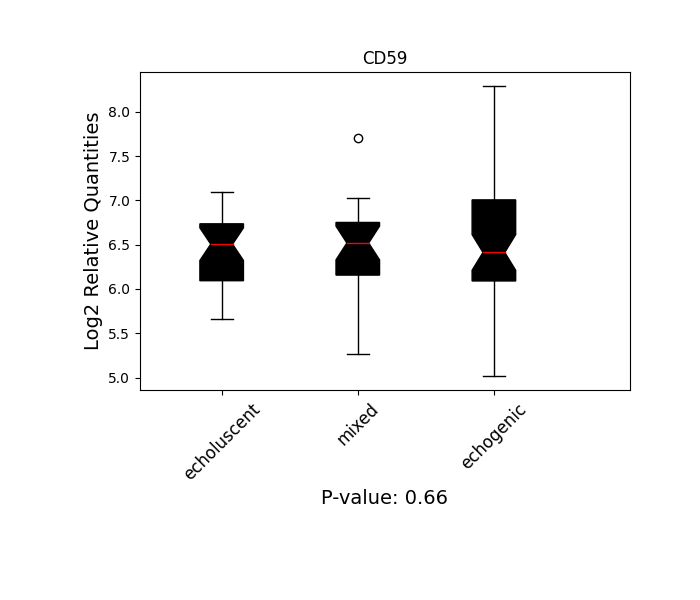 CD59
Log2 Relative Quantities
8.0
7.5
7.0
6.5
6.0
5.5
5.0
echoluscent
mixed
echogenic
P-value: 0.66